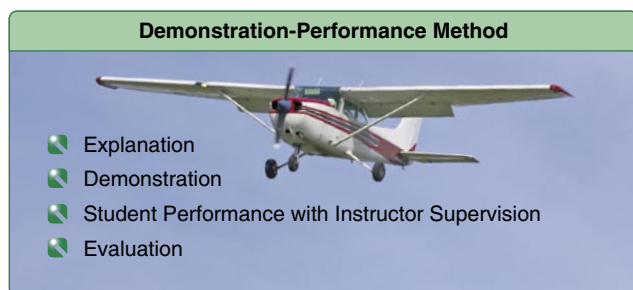 Demonstration-Performance Method
Explanation
Demonstration
Student Performance with Instructor Supervision
Evaluation